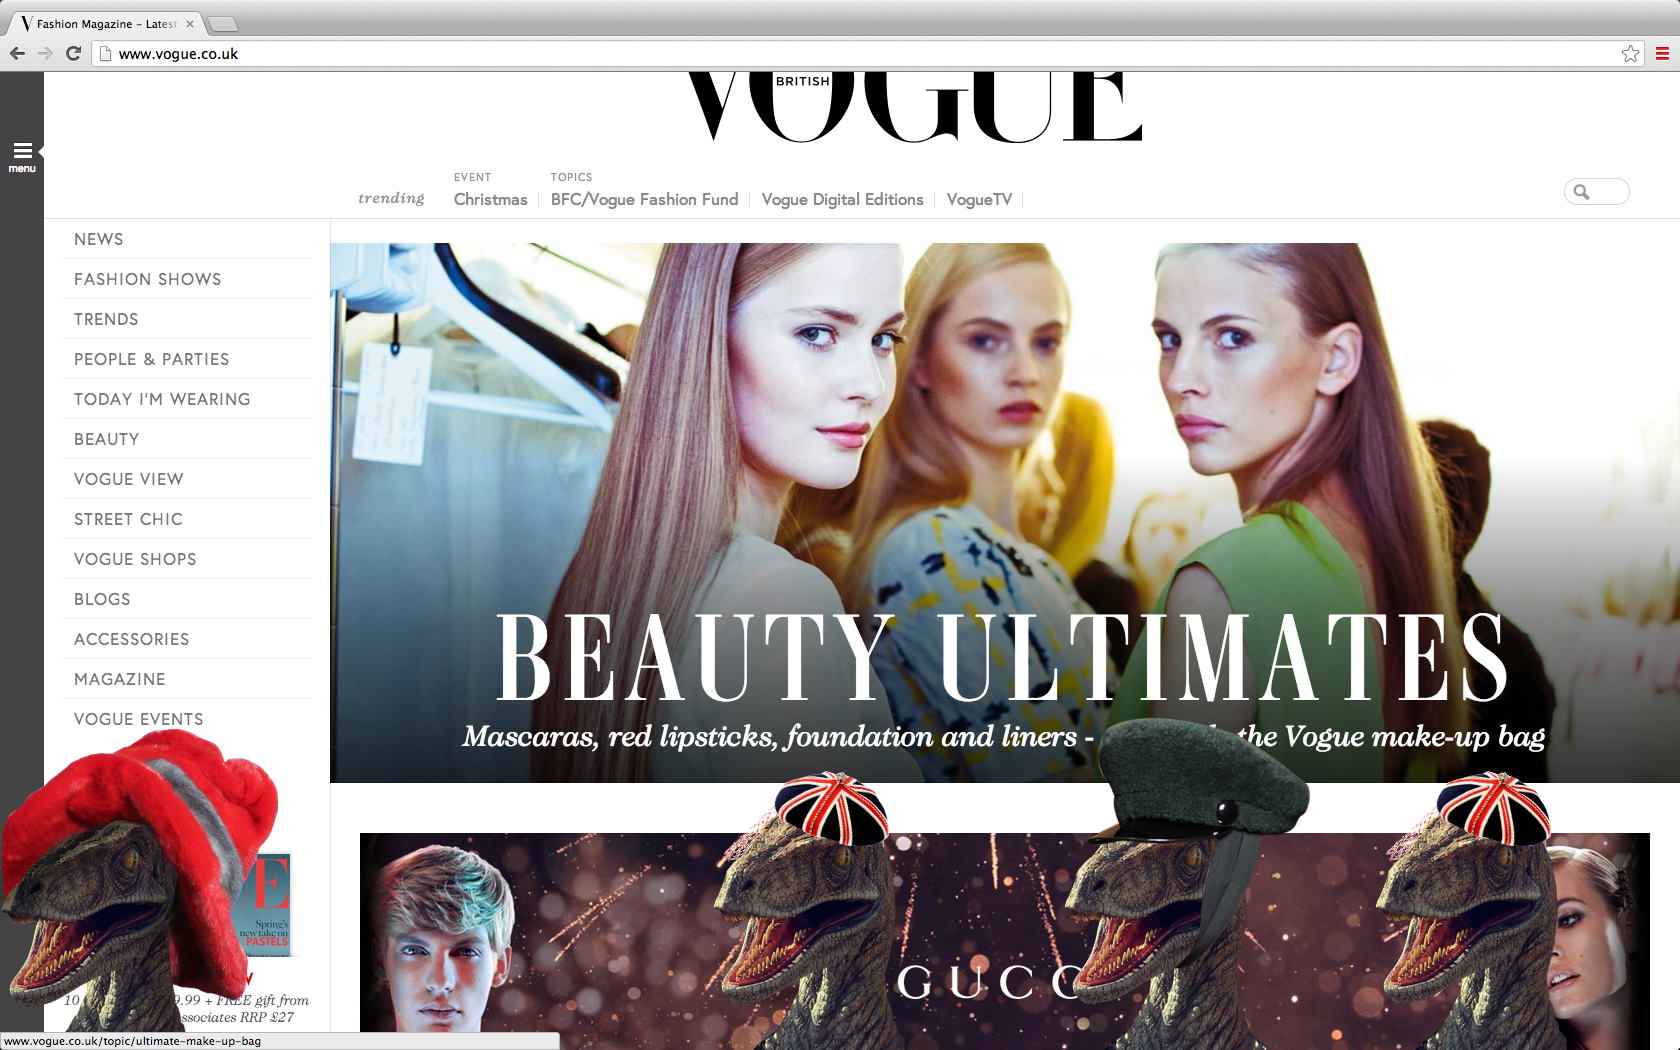 Fashion Magazine – Latest
www.vogue.co.uk
BRITISH
VOGUE
menu
EVENT
TOPICS
trending
Christmas
BFC/Vogue Fashion Fund
Vogue Digital Editions
VogueTV
NEWS
FASHION SHOWS
TRENDS
PEOPLE & PARTIES
TODAY I'M WEARING
BEAUTY
VOGUE VIEW
STREET CHIC
VOGUE SHOPS
BLOGS
ACCESSORIES
MAGAZINE
VOGUE EVENTS
BEAUTY ULTIMATES
Mascaras, red lipsticks, foundation and liners - the Vogue make-up bag
E
Spring's
new take on
PASTELS
GUCC
10 9.99 + FREE gift from
ssociates RRP £27
www.vogue.co.uk/topic/ultimate-make-up-bag